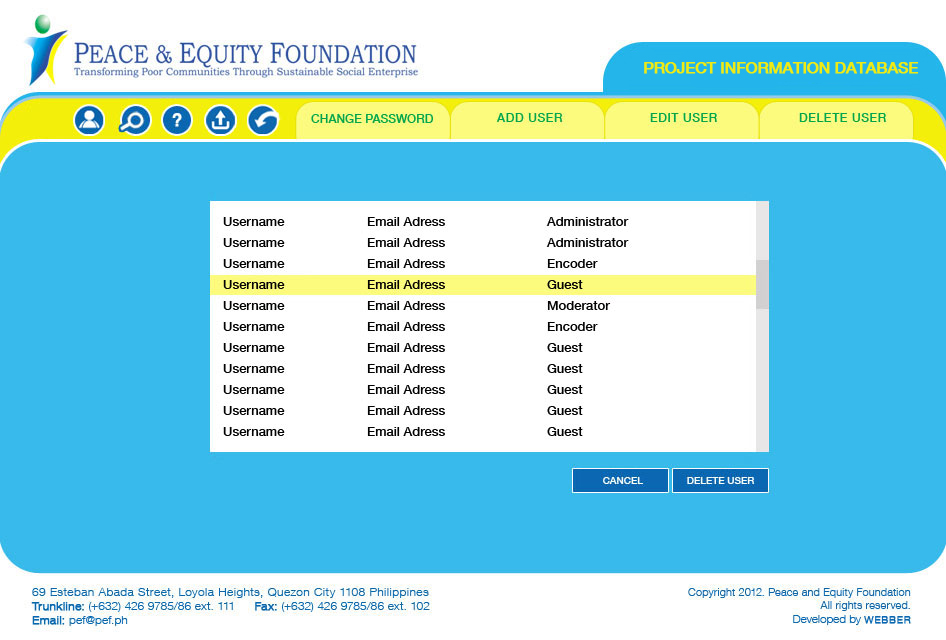 PEACE & EQUITY FOUNDATION
Transforming Poor Communities Through Sustainable Social Enterprise
PROJECT INFORMATION DATABASE
? CHANGE PASSWORD ADD USER EDIT USER DELETE USER
Username Email Adress Administrator
Username Email Adress Administrator
Username Email Adress Encoder
Username Email Adress Guest
Username Email Adress Moderator
Username Email Adress Encoder
Username Email Adress Guest
Username Email Adress Guest
Username Email Adress Guest
Username Email Adress Guest
Username Email Adress Guest
CANCEL DELETE USER
69 Esteban Abada Street, Loyola Heights, Quezon City 1108 Philippines
Trunkline: (+632) 426 9785/86 ext. 111 Fax: (+632) 426 9785/86 ext. 102
Email: pef@pef.ph
Copyright 2012. Peace and Equity Foundation
All rights reserved.
Developed by WEBBER